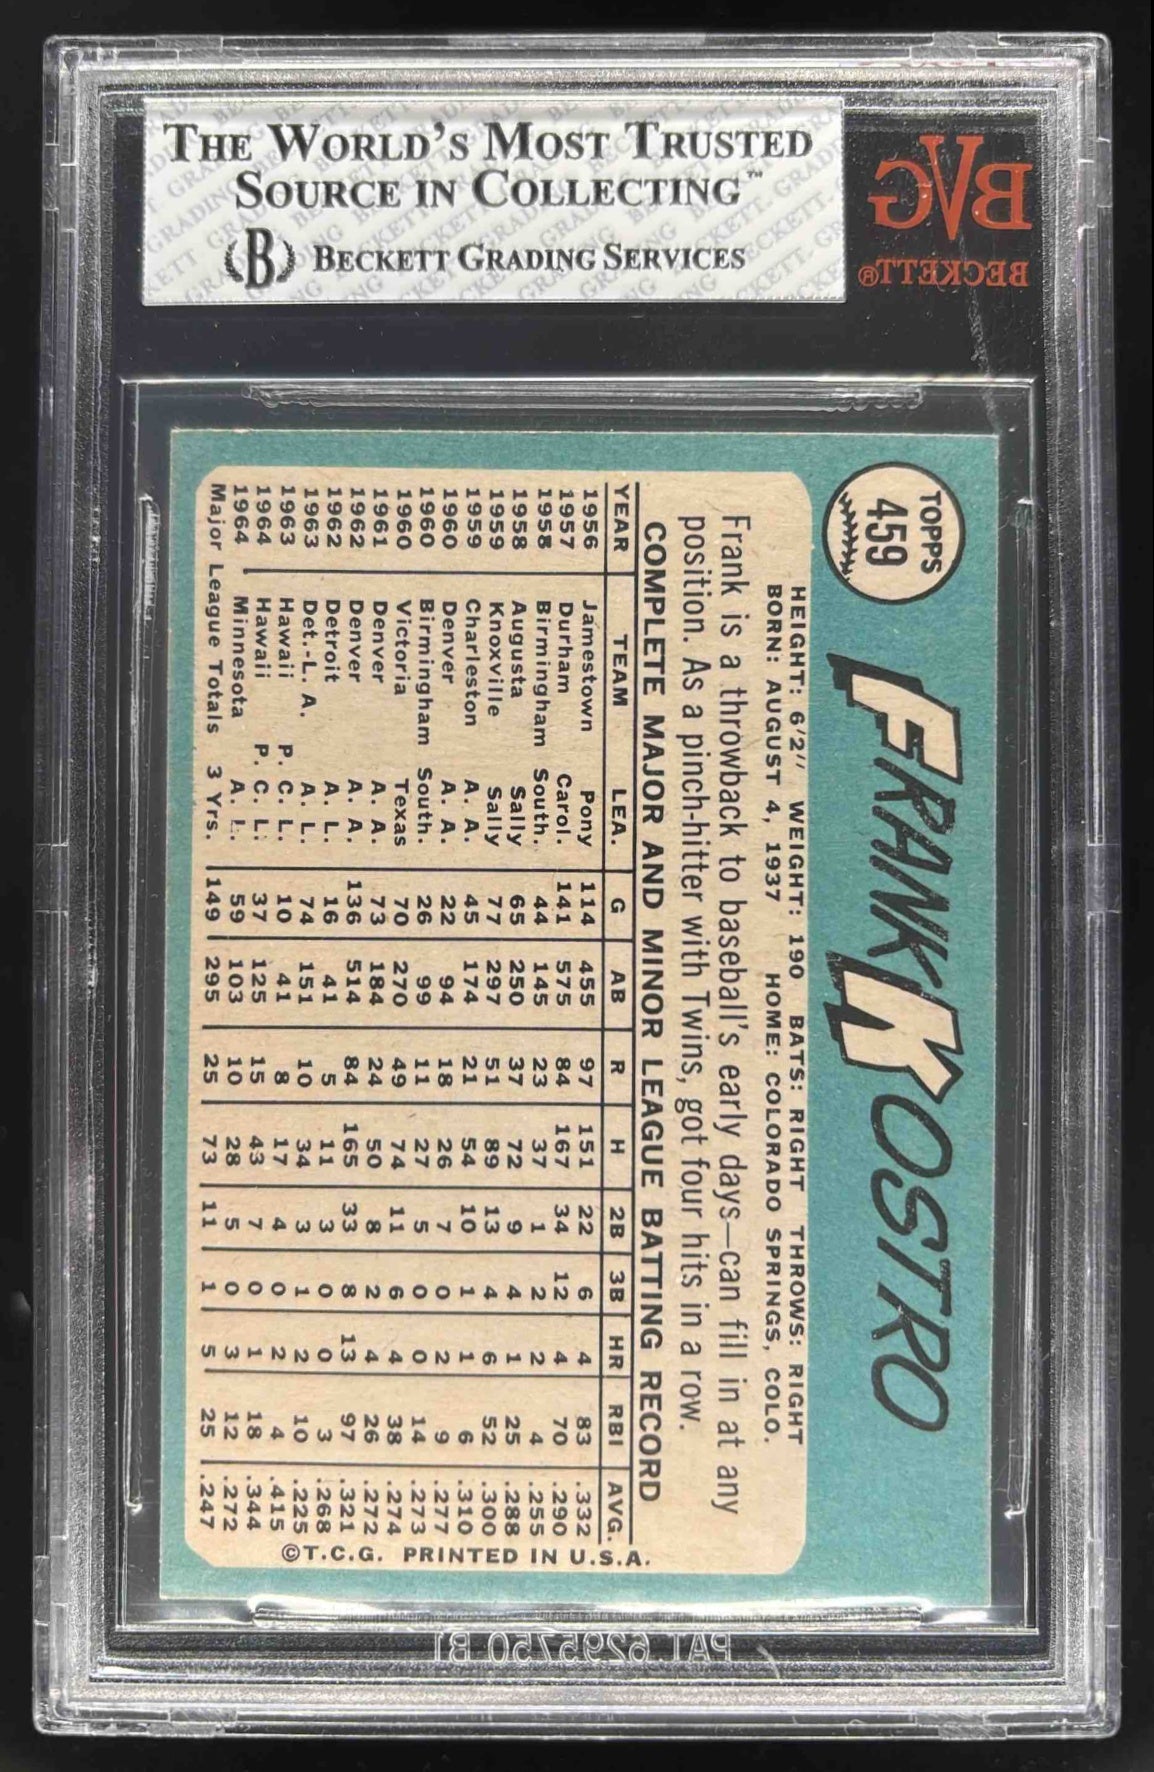 THE WORLD'S MOST TRUSTED
SOURCE IN COLLECTING™
B BECKETT GRADING SERVICES
BVG
BECKETT®
TOPPS
459
FRANK KOSTRO
HEIGHT: 6'2" WEIGHT: 190 BATS: RIGHT THROWS: RIGHT
BORN: AUGUST 4, 1937 HOME: COLORADO SPRINGS, COLO.
Frank is a throwback to baseball's early days—can fill in at any
position. As a pinch-hitter with Twins, got four hits in a row.
COMPLETE MAJOR AND MINOR LEAGUE BATTING RECORD
YEAR TEAM LEA. G AB R H 2B 3B HR RBI AVG.
1956 Jamestown Pony 114 455 97 151 22 6 4 83 .332
1957 Durham Carol. 141 575 84 167 34 12 4 70 .290
1958 Birmingham South. 44 145 23 37 1 2 2 4 .255
1958 Augusta Sally 65 250 37 72 9 4 1 25 .288
1959 Knoxville Sally 77 297 51 89 13 4 6 52 .300
1959 Charleston A. A. 45 174 21 54 10 1 1 6 .310
1960 Denver A. A. 22 94 18 26 7 0 2 9 .277
1960 Birmingham South. 26 99 11 27 5 0 0 14 .273
1960 Victoria Texas 70 270 49 74 11 6 4 38 .274
1961 Denver A. A. 73 184 24 50 8 2 4 26 .272
1962 Denver A. A. 136 514 84 165 33 8 13 97 .321
1962 Detroit A. L. 16 41 5 11 3 0 0 3 .268
1963 Det.-L. A. A. L. 74 151 10 34 3 1 2 10 .225
1963 Hawaii P. C. L. 10 41 8 17 4 0 2 4 .415
1964 Hawaii P. C. L. 37 125 15 43 7 0 1 18 .344
1964 Minnesota A. L. 59 103 10 28 5 0 3 12 .272
Major League Totals 3 Yrs. 149 295 25 73 11 1 5 25 .247
©T.C.G. PRINTED IN U.S.A.
PAT. 6295750 B1